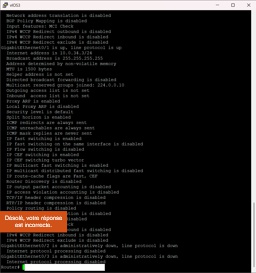 Network address translation is disabled
BGP Policy Mapping is disabled
Input features: MCI Check
IPv4 WCCP Redirect outbound is disabled
IPv4 WCCP Redirect inbound is disabled
IPv4 WCCP Redirect exclude is disabled
GigabitEthernet0/1 is up, line protocol is up
Internet address is
Broadcast address is 255.255.255.255
Address determined by non-volatile memory
MTU is 1500 bytes
Helper address is not set
Directed broadcast forwarding is disabled
Multicast reserved groups joined: 224.0.0.10
Outgoing access list is not set
Inbound access list is not set
Proxy ARP is enabled
Local Proxy ARP is disabled
Security level is default
Split horizon is enabled
ICMP redirects are always sent
ICMP unreachables are always sent
ICMP mask replies are never sent
IP fast switching is enabled
IP fast switching on the same interface is disabled
IP Flow switching is disabled
IP CEF switching is enabled
IP CEF switching turbo vector
IP multicast fast switching is enabled
IP multicast distributed fast switching is disabled
IP route-cache flags are Fast, CEF
Router Discovery is disabled
IP output packet accounting is disabled
IP access violation accounting is disabled
TCP/IP header compression is disabled
RTP/IP header compression is disabled
Policy routing is disabled
Désolé, votre réponse
est incorrecte.
IPv4 WCCP Redirect inbound is disabled
IPv4 WCCP Redirect exclude is disabled
GigabitEthernet0/2 is administratively down, line protocol is down
Internet protocol processing disabled
is administratively down, line protocol is down
Internet protocol processing disabled
Router#